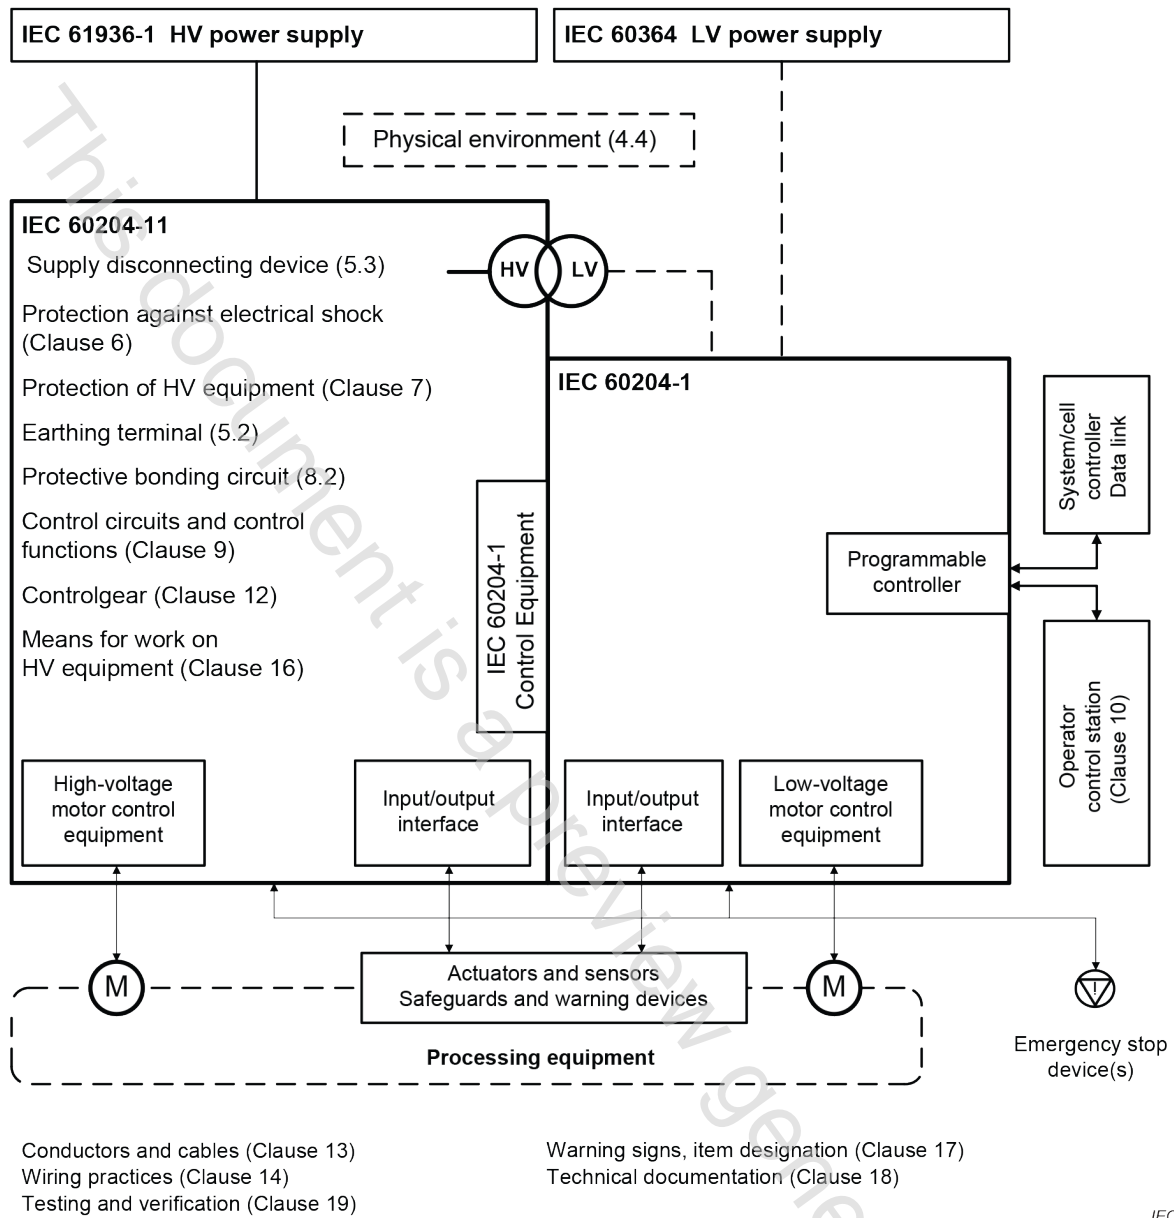 IEC 61936-1 HV power supply
IEC 60364 LV power supply
Physical environment (4.4)
IEC 60204-11
Supply disconnecting device (5.3)
HV
LV
Protection against electrical shock
(Clause 6)
Protection of HV equipment (Clause 7)
Earthing terminal (5.2)
Protective bonding circuit (8.2)
Control circuits and control
functions (Clause 9)
Controlgear (Clause 12)
Means for work on
HV equipment (Clause 16)
IEC 60204-1
Control Equipment
IEC 60204-1
Programmable
controller
System/cell
controller
Data link
Operator
control station
(Clause 10)
High-voltage
motor control
equipment
Input/output
interface
Input/output
interface
Low-voltage
motor control
equipment
M
Actuators and sensors
Safeguards and warning devices
M
!
Processing equipment
Emergency stop
device(s)
Conductors and cables (Clause 13)
Wiring practices (Clause 14)
Testing and verification (Clause 19)
Warning signs, item designation (Clause 17)
Technical documentation (Clause 18)
IEC
This document is a preview gene